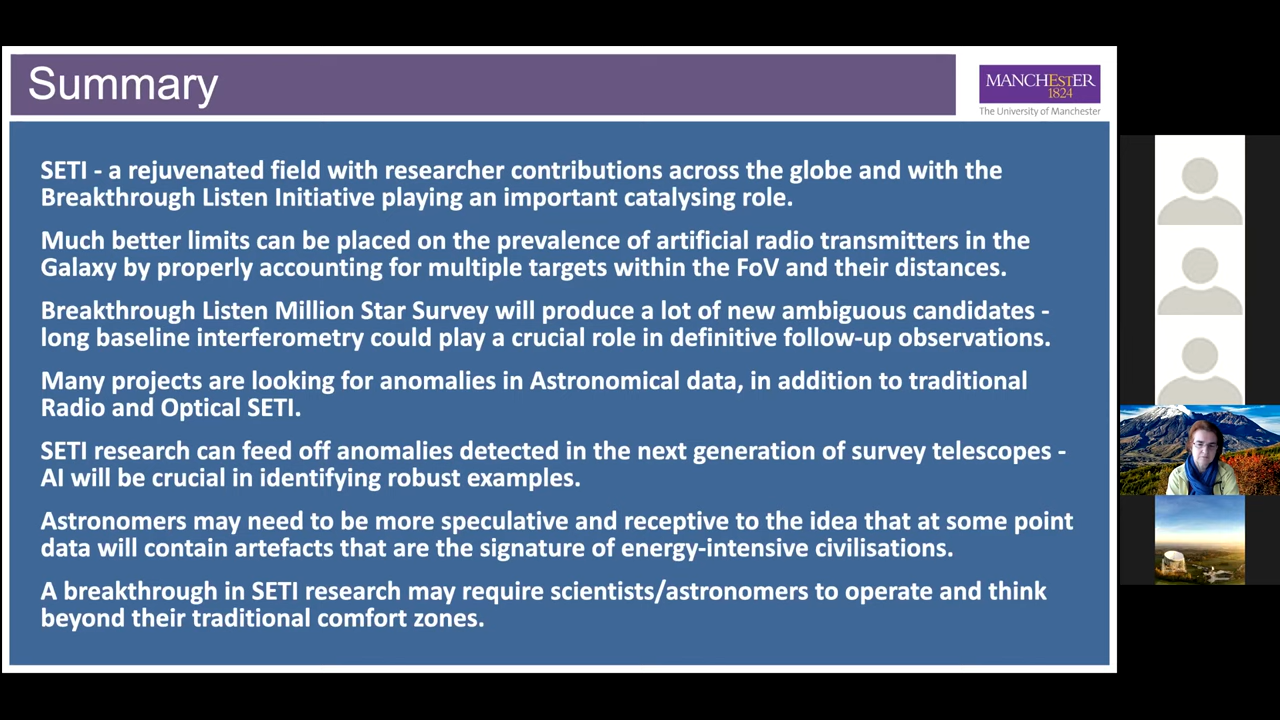 Summary
MANCHESTER
1824
The University of Manchester
SETI - a rejuvenated field with researcher contributions across the globe and with the
Breakthrough Listen Initiative playing an important catalysing role.
Much better limits can be placed on the prevalence of artificial radio transmitters in the
Galaxy by properly accounting for multiple targets within the FoV and their distances.
Breakthrough Listen Million Star Survey will produce a lot of new ambiguous candidates -
long baseline interferometry could play a crucial role in definitive follow-up observations.
Many projects are looking for anomalies in Astronomical data, in addition to traditional
Radio and Optical SETI.
SETI research can feed off anomalies detected in the next generation of survey telescopes -
AI will be crucial in identifying robust examples.
Astronomers may need to be more speculative and receptive to the idea that at some point
data will contain artefacts that are the signature of energy-intensive civilisations.
A breakthrough in SETI research may require scientists/astronomers to operate and think
beyond their traditional comfort zones.